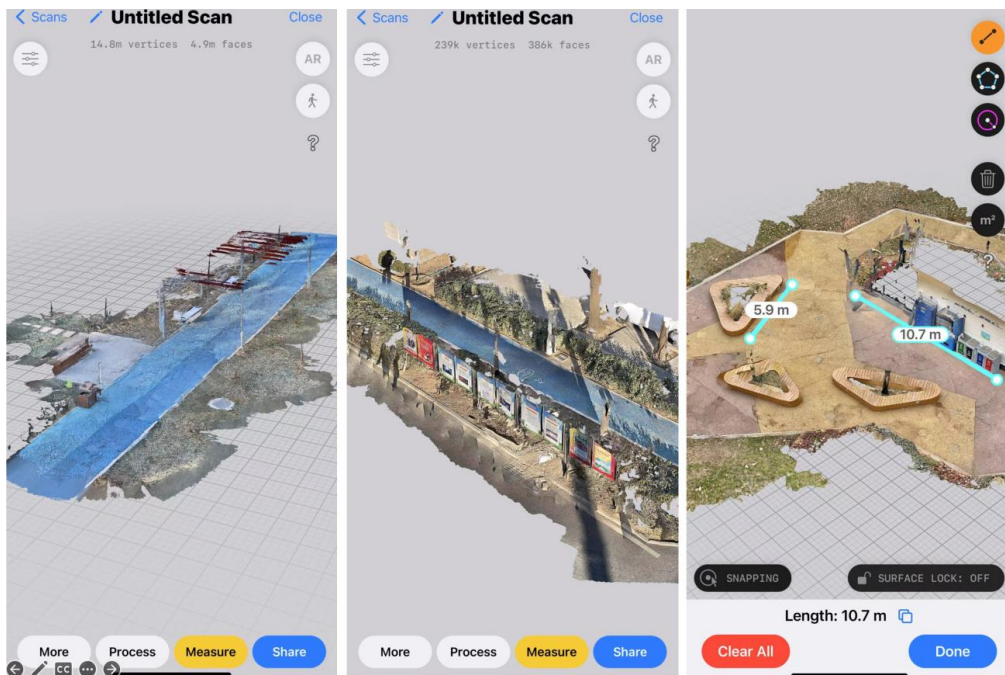 Scans
Untitled Scan
Close
14.8m vertices 4.9m faces
AR
?
More
Process
Measure
Share
CC
Scans
Untitled Scan
Close
239k vertices 386k faces
AR
?
More
Process
Measure
Share
m²
?
5.9 m
10.7 m
SNAPPING
SURFACE LOCK: OFF
Length: 10.7 m
Clear All
Done